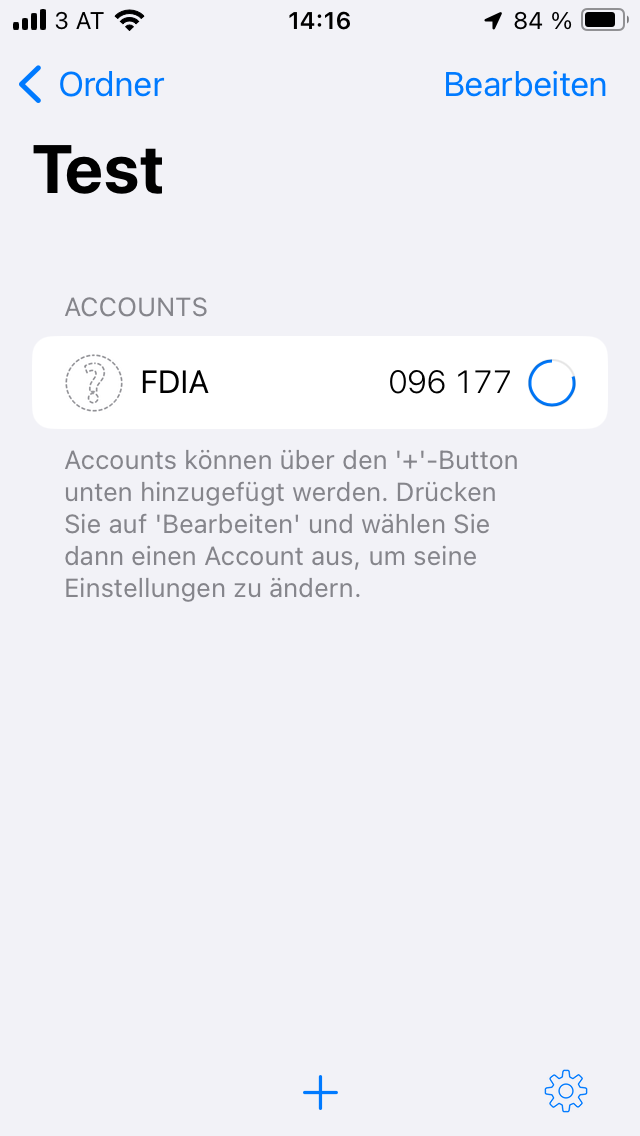 3 AT 14:16 84 %
Ordner Bearbeiten
Test
ACCOUNTS
FDIA 096 177
Accounts können über den '+'-Button
unten hinzugefügt werden. Drücken
Sie auf 'Bearbeiten' und wählen Sie
dann einen Account aus, um seine
Einstellungen zu ändern.